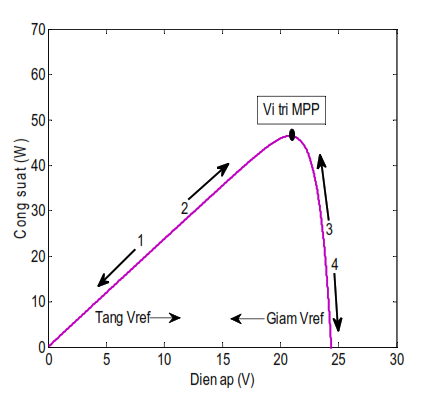 70
60
50
40
30
20
10
0
Cong suat (W)
Vi tri MPP
1
2
3
4
Tang Vref
Giam Vref
0 5 10 15 20 25 30
Dien ap (V)